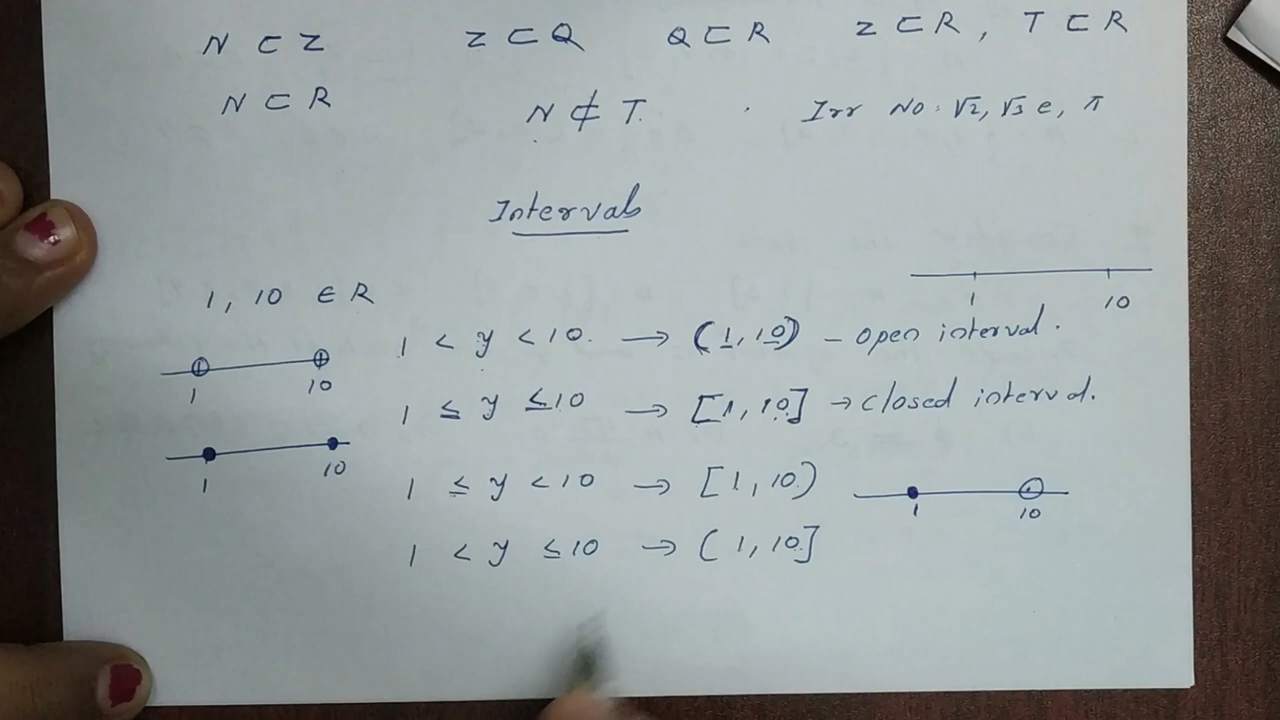 N ⊂ Z   Z ⊂ Q   Q ⊂ R   Z ⊂ R , T ⊂ R
N ⊂ R   N ⊄ T.   Irr No: √2, √3 e, π
Intervals
1, 10 ∈ R
1 10
1 < y < 10. → (1, 10) - open interval.
1 10
1 ≤ y ≤ 10 → [1, 10] → closed interval.
1 10
1 ≤ y < 10 → [1, 10)
1 10
1 < y ≤ 10 → (1, 10]